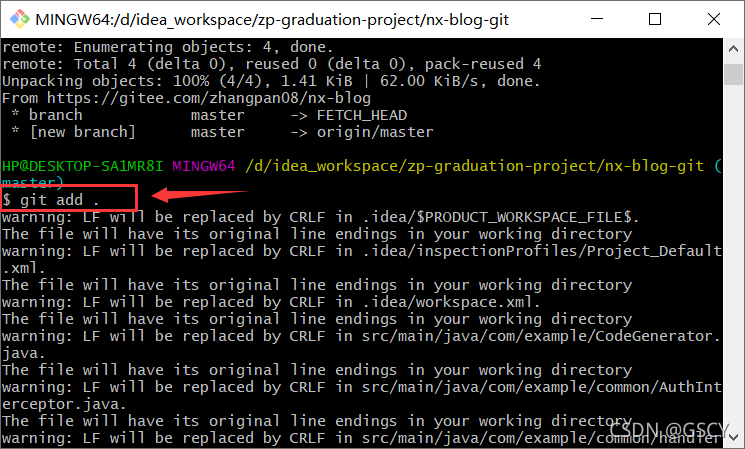 MINGW64:/d/idea_workspace/zp-graduation-project/nx-blog-git
remote: Enumerating objects: 4, done.
remote: Total 4 (delta 0), reused 0 (delta 0), pack-reused 4
Unpacking objects: 100% (4/4), 1.41 KiB | 62.00 KiB/s, done.
From https://gitee.com/zhangpan08/nx-blog
 * branch            master     -> FETCH_HEAD
 * [new branch]      master     -> origin/master
HP@DESKTOP-SA1MR8I MINGW64 /d/idea_workspace/zp-graduation-project/nx-blog-git (
master)
$ git add .
warning: LF will be replaced by CRLF in .idea/$PRODUCT_WORKSPACE_FILE$.
The file will have its original line endings in your working directory
warning: LF will be replaced by CRLF in .idea/inspectionProfiles/Project_Default
.xml.
The file will have its original line endings in your working directory
warning: LF will be replaced by CRLF in .idea/workspace.xml.
The file will have its original line endings in your working directory
warning: LF will be replaced by CRLF in src/main/java/com/example/CodeGenerator.
java.
The file will have its original line endings in your working directory
warning: LF will be replaced by CRLF in src/main/java/com/example/common/AuthInt
erceptor.java.
The file will have its original line endings in your working directory
warning: LF will be replaced by CRLF in src/main/java/com/example/common/handler
CSDN @GSCY